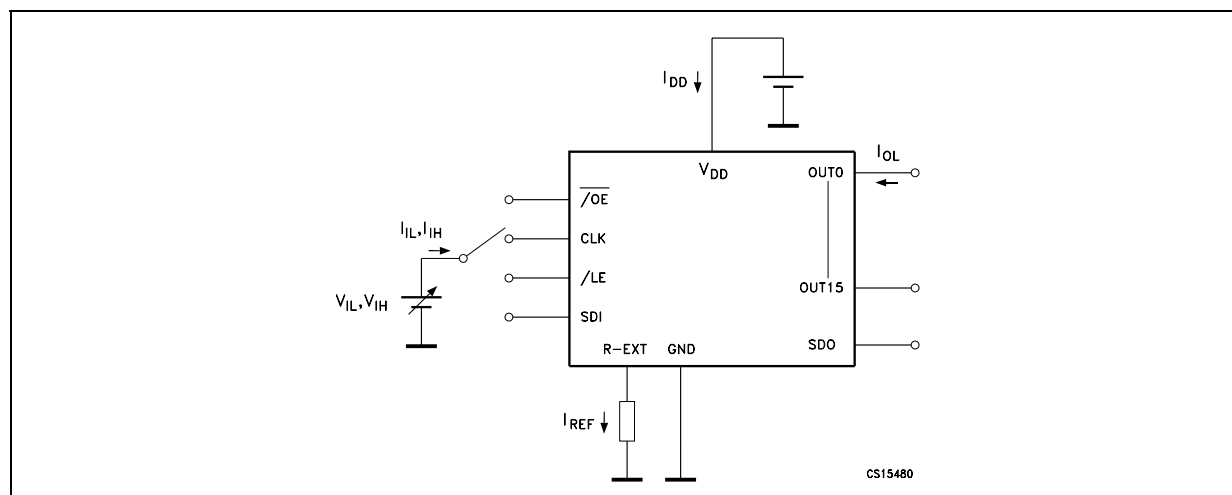 I_DD
V_DD
I_OL
OUT0
/OE
I_IL,I_IH
CLK
/LE
OUT15
V_IL,V_IH
SDI
SDO
R-EXT GND
I_REF
CS15480